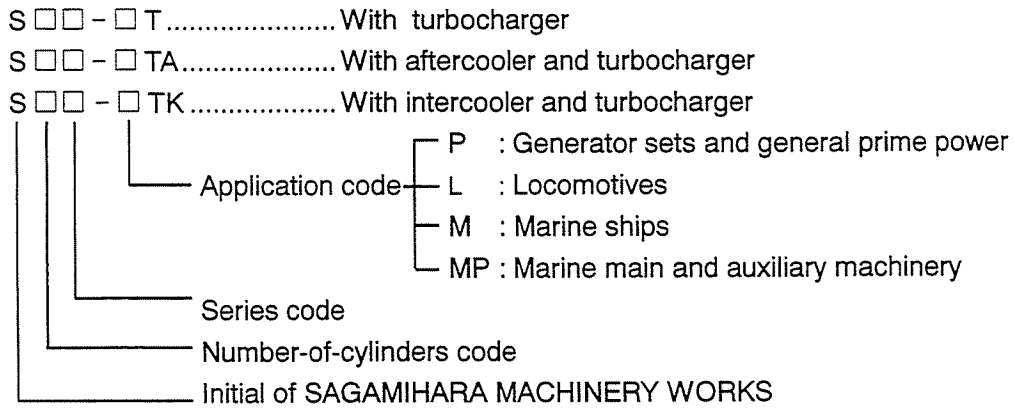 S □□ - □ T ..................... With turbocharger
S □□ - □ TA ................... With aftercooler and turbocharger
S □□ - □ TK .................. With intercooler and turbocharger
P : Generator sets and general prime power
Application code L : Locomotives
M : Marine ships
MP : Marine main and auxiliary machinery
Series code
Number-of-cylinders code
Initial of SAGAMIHARA MACHINERY WORKS